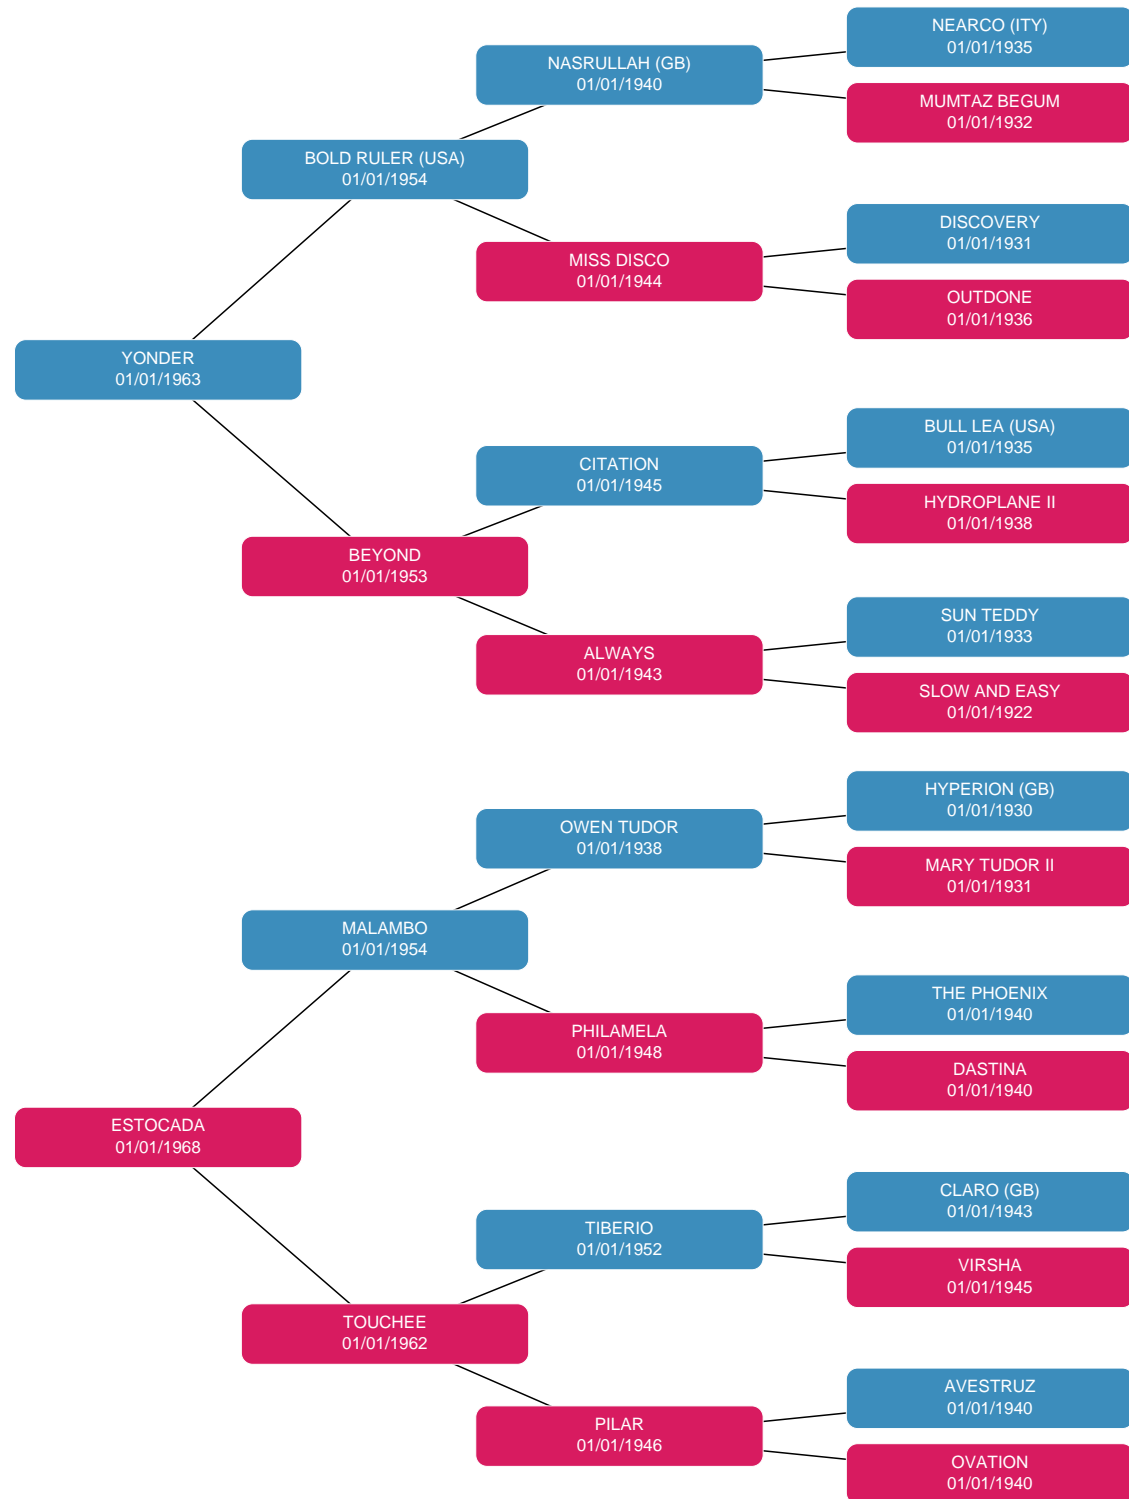 NEARCO (ITY)
01/01/1935
NASRULLAH (GB)
01/01/1940
MUMTAZ BEGUM
01/01/1932
BOLD RULER (USA)
01/01/1954
DISCOVERY
01/01/1931
MISS DISCO
01/01/1944
OUTDONE
01/01/1936
YONDER
01/01/1963
BULL LEA (USA)
01/01/1935
CITATION
01/01/1945
HYDROPLANE II
01/01/1938
BEYOND
01/01/1953
SUN TEDDY
01/01/1933
ALWAYS
01/01/1943
SLOW AND EASY
01/01/1922
HYPERION (GB)
01/01/1930
OWEN TUDOR
01/01/1938
MARY TUDOR II
01/01/1931
MALAMBO
01/01/1954
THE PHOENIX
01/01/1940
PHILAMELA
01/01/1948
DASTINA
01/01/1940
ESTOCADA
01/01/1968
CLARO (GB)
01/01/1943
TIBERIO
01/01/1952
VIRSHA
01/01/1945
TOUCHEE
01/01/1962
AVESTRUZ
01/01/1940
PILAR
01/01/1946
OVATION
01/01/1940